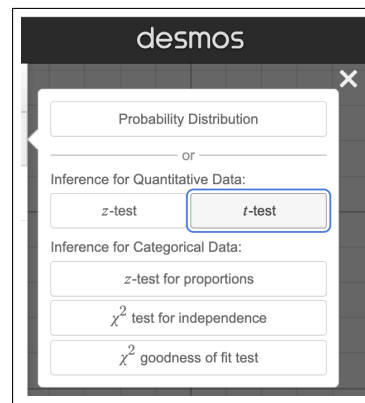 desmos
Probability Distribution
or
Inference for Quantitative Data:
z-test t-test
Inference for Categorical Data:
z-test for proportions
χ² test for independence
χ² goodness of fit test